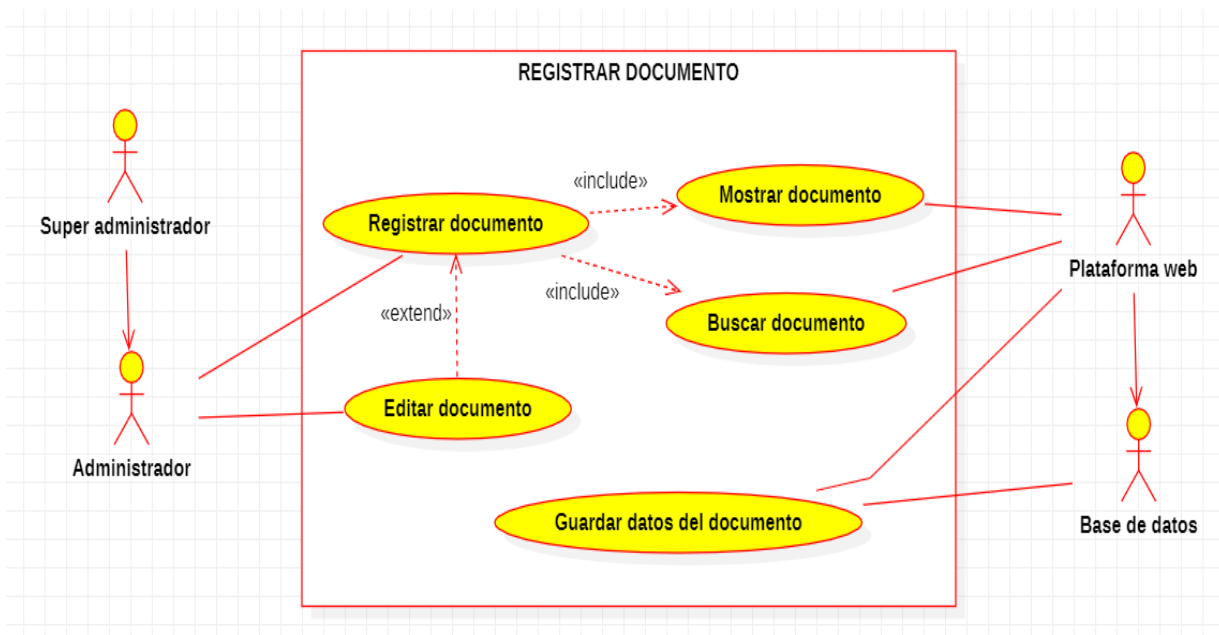 REGISTRAR DOCUMENTO
Super administrador
Administrador
Registrar documento
«include»
Mostrar documento
«include»
Buscar documento
«extend»
Editar documento
Guardar datos del documento
Plataforma web
Base de datos